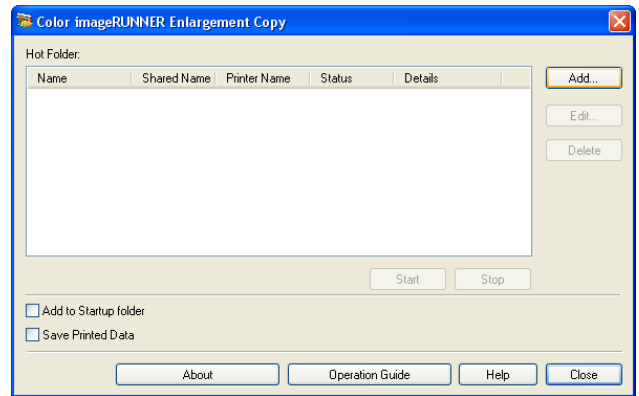 Color imageRUNNER Enlargement Copy
Hot Folder:
Name Shared Name Printer Name Status Details
Add...
Edit...
Delete
Start Stop
Add to Startup folder
Save Printed Data
About Operation Guide Help Close